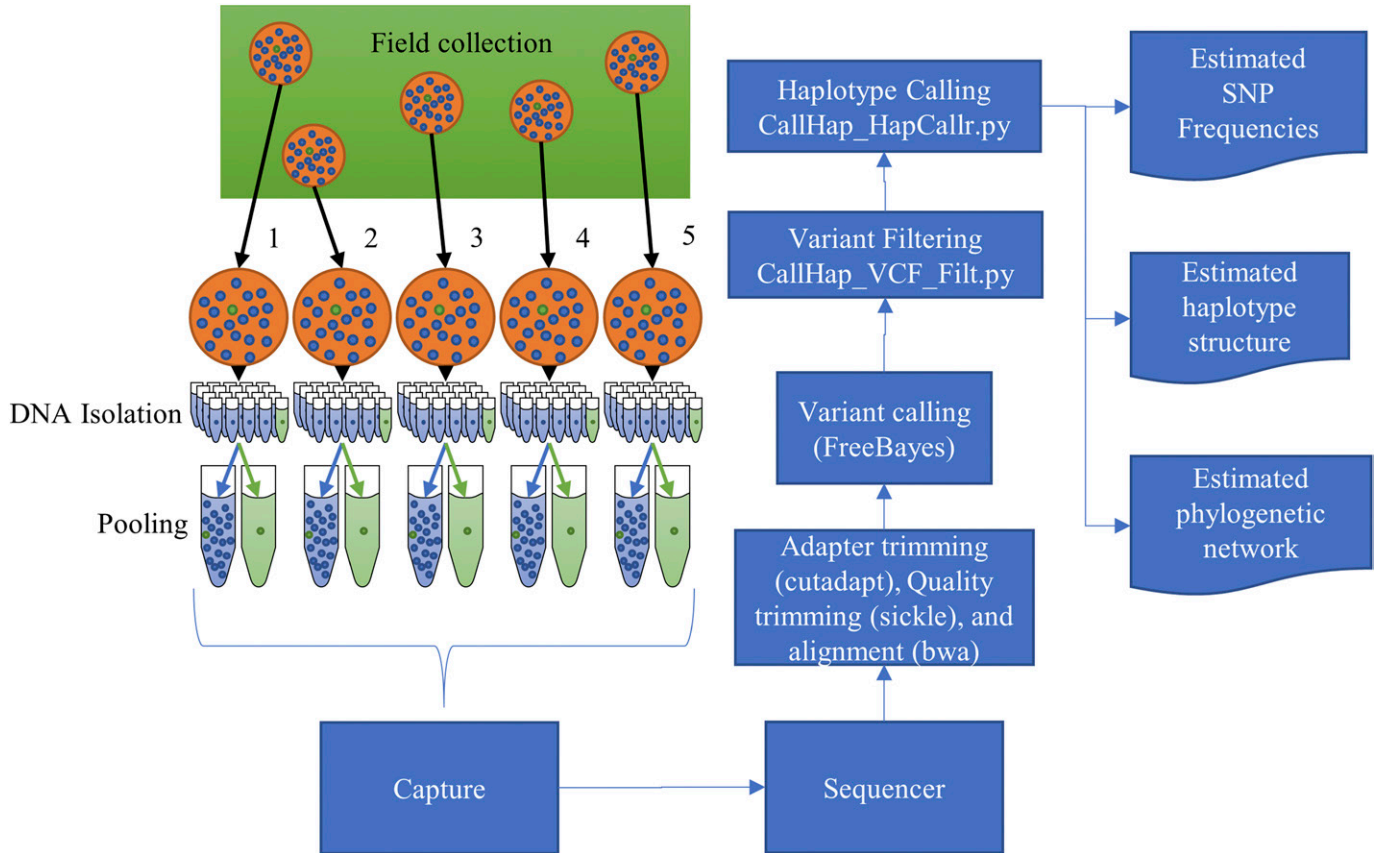 Field collection
1
2
3
4
5
DNA Isolation
Pooling
Capture
Sequencer
Adapter trimming
(cutadapt), Quality
trimming (sickle), and
alignment (bwa)
Variant calling
(FreeBayes)
Variant Filtering
CallHap_VCF_Filt.py
Haplotype Calling
CallHap_HapCallr.py
Estimated
SNP
Frequencies
Estimated
haplotype
structure
Estimated
phylogenetic
network